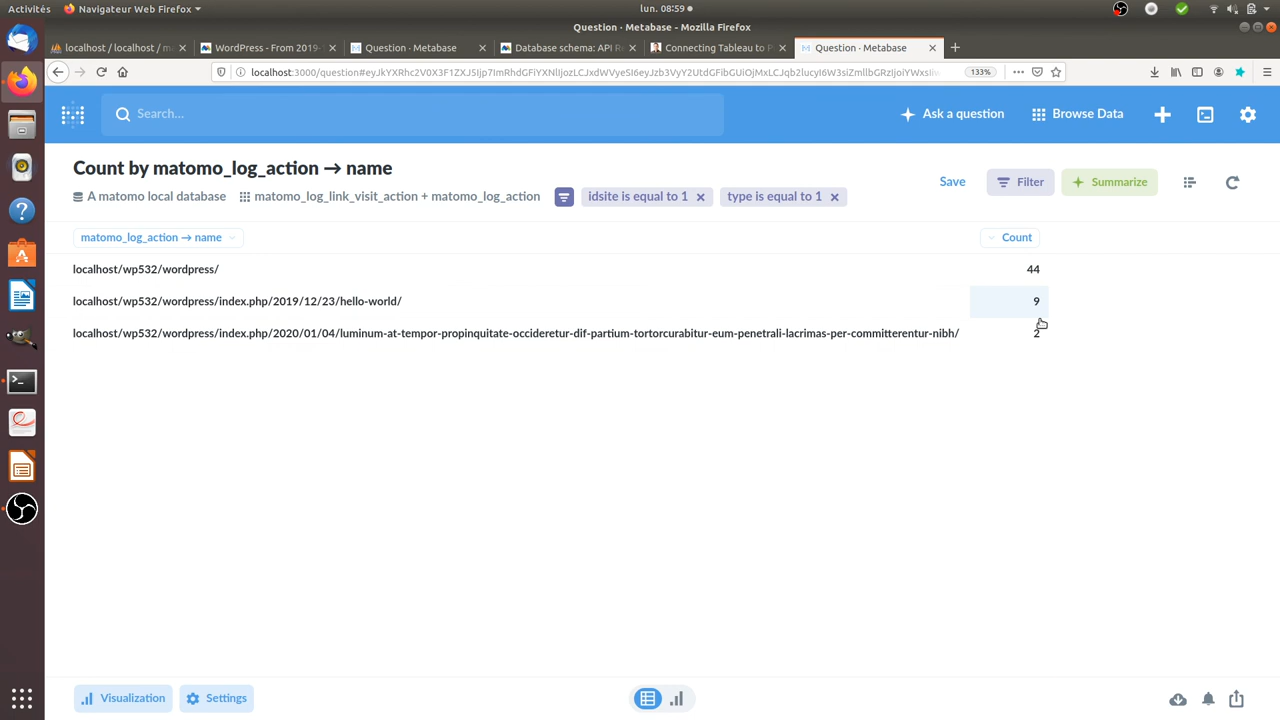 Activités
Navigateur Web Firefox
lun. 08:59
Question - Metabase - Mozilla Firefox
localhost / localhost / m
WordPress - From 2019-
Question - Metabase
Database schema: API R
Connecting Tableau to P
Question - Metabase
133%
Search...
Ask a question
Browse Data
Count by matomo_log_action → name
A matomo local database
matomo_log_link_visit_action + matomo_log_action
idsite is equal to 1
type is equal to 1
Save
Filter
Summarize
matomo_log_action → name
Count
localhost/wp532/wordpress/
44
localhost/wp532/wordpress/index.php/2019/12/23/hello-world/
9
localhost/wp532/wordpress/index.php/2020/01/04/luminum-at-tempor-propinquitate-occideretur-dif-partium-tortorcurabitur-eum-penetrali-lacrimas-per-committerentur-nibh/
2
Visualization
Settings